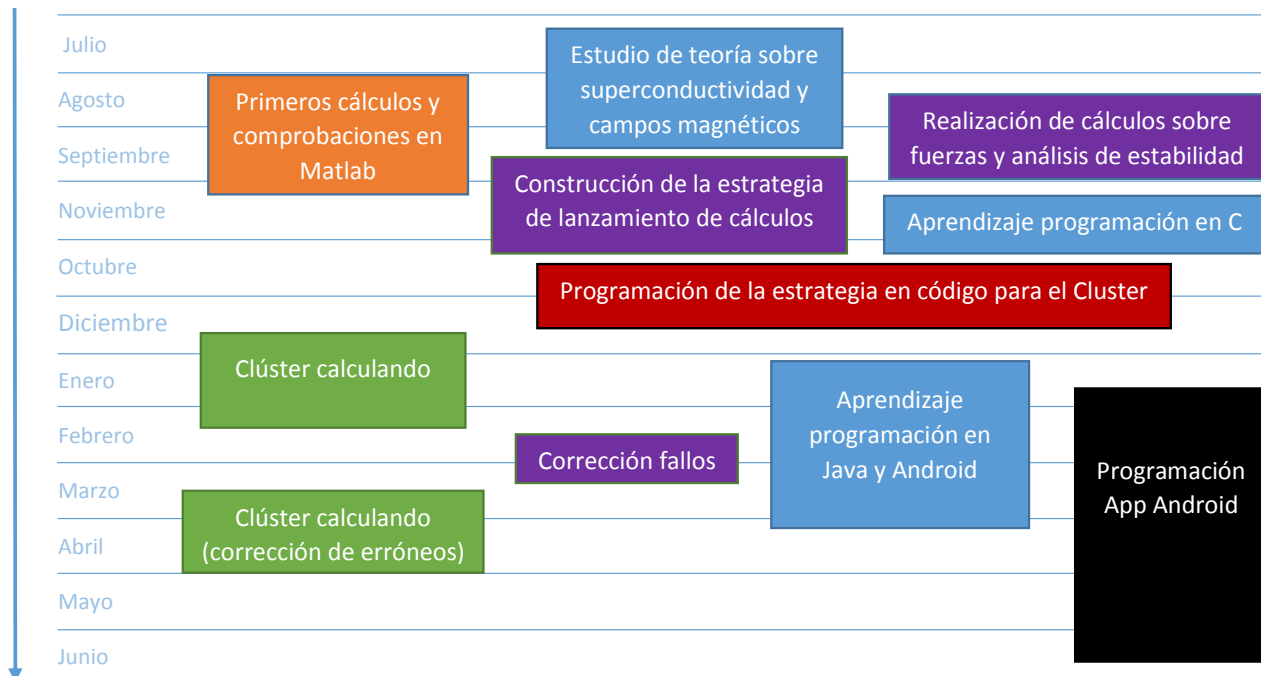 Julio
Estudio de teoría sobre
superconductividad y
campos magnéticos
Agosto
Primeros cálculos y
comprobaciones en
Matlab
Realización de cálculos sobre
fuerzas y análisis de estabilidad
Septiembre
Construcción de la estrategia
de lanzamiento de cálculos
Noviembre
Aprendizaje programación en C
Octubre
Programación de la estrategia en código para el Cluster
Diciembre
Clúster calculando
Enero
Aprendizaje
programación en
Java y Android
Febrero
Corrección fallos
Programación
App Android
Marzo
Clúster calculando
(corrección de erróneos)
Abril
Mayo
Junio